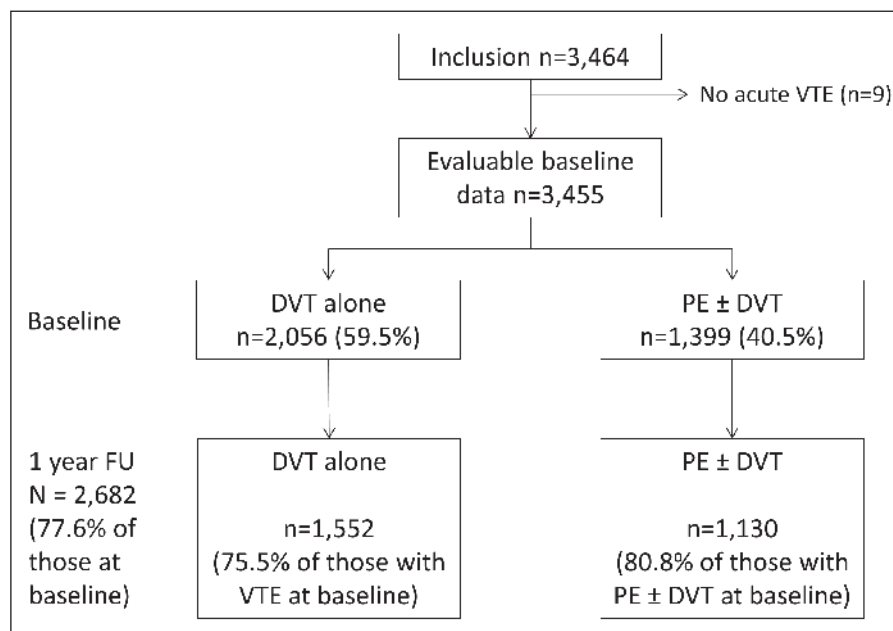 Inclusion n=3,464
No acute VTE (n=9)
Evaluable baseline
data n=3,455
Baseline
DVT alone
n=2,056 (59.5%)
PE ± DVT
n=1,399 (40.5%)
1 year FU
N = 2,682
(77.6% of
those at
baseline)
DVT alone
n=1,552
(75.5% of those with
VTE at baseline)
PE ± DVT
n=1,130
(80.8% of those with
PE ± DVT at baseline)